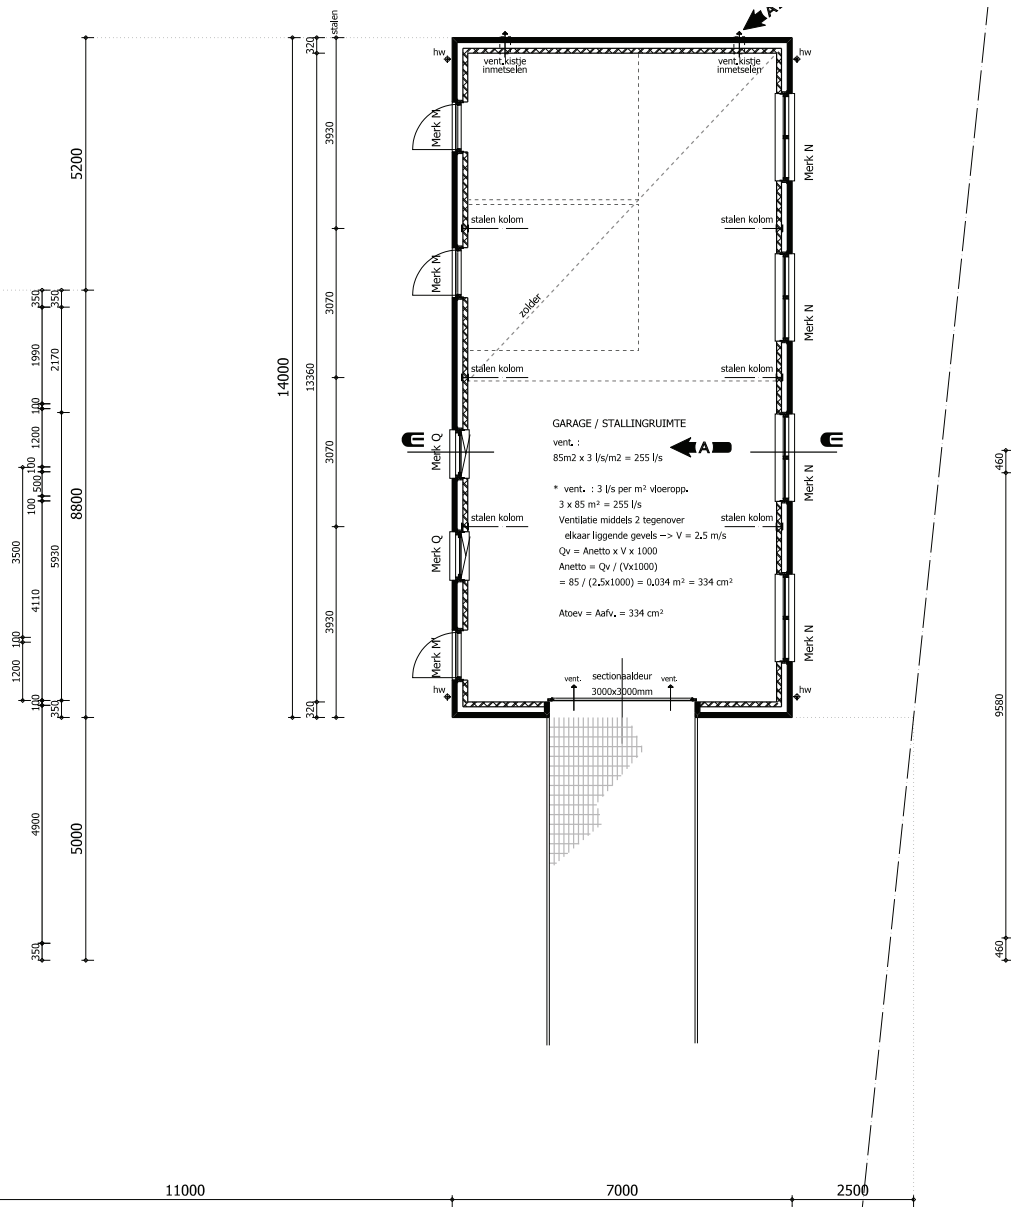 stalen
320
5200
3930
hw
vent.kistje
inmetselen
vent.kistje
inmetselen
hw
Merk M
Merk N
stalen kolom
stalen kolom
Merk M
zolder
Merk N
350
350
1990
2170
14000
3070
13360
stalen kolom
stalen kolom
100
1200
100
500
100
8800
3500
5930
4110
100
1200
100
350
3070
3930
320
Merk Q
Merk Q
Merk M
hw
GARAGE / STALLINGRUIMTE
vent. :
85m2 x 3 l/s/m2 = 255 l/s
* vent. : 3 l/s per m² vloeropp.
3 x 85 m² = 255 l/s
Ventilatie middels 2 tegenover
elkaar liggende gevels —> V = 2.5 m/s
Qv = Anetto x V x 1000
Anetto = Qv / (Vx1000)
= 85 / (2.5x1000) = 0.034 m² = 334 cm²
Atoev = Aafv. = 334 cm²
A
stalen kolom
stalen kolom
Merk N
Merk N
vent.
sectionaaldeur
vent.
3000x3000mm
hw
460
9580
460
4900
5000
350
11000
7000
2500